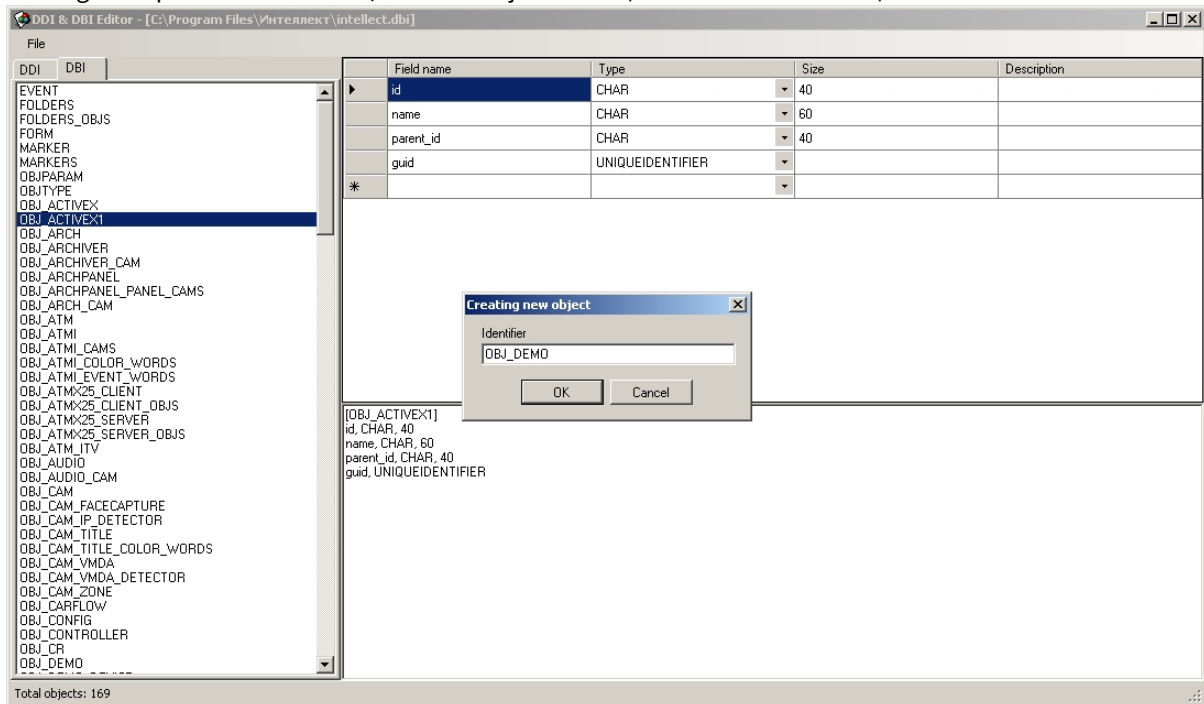 DDI & DBI Editor - [C:\Program Files\Интеллект\intellect.dbi]
File
DDI DBI
EVENT
FOLDERS
FOLDERS_OBJS
FORM
MARKER
MARKERS
OBJPARAM
OBJTYPE
OBJ_ACTIVEX
OBJ_ACTIVEX1
OBJ_ARCH
OBJ_ARCHIVER
OBJ_ARCHIVER_CAM
OBJ_ARCHPANEL
OBJ_ARCHPANEL_PANEL_CAMS
OBJ_ARCH_CAM
OBJ_ATM
OBJ_ATMI
OBJ_ATMI_CAMS
OBJ_ATMI_COLOR_WORDS
OBJ_ATMI_EVENT_WORDS
OBJ_ATMX25_CLIENT
OBJ_ATMX25_CLIENT_OBJS
OBJ_ATMX25_SERVER
OBJ_ATMX25_SERVER_OBJS
OBJ_ATM_ITV
OBJ_AUDIO
OBJ_AUDIO_CAM
OBJ_CAM
OBJ_CAM_FACECAPTURE
OBJ_CAM_IP_DETECTOR
OBJ_CAM_TITLE
OBJ_CAM_TITLE_COLOR_WORDS
OBJ_CAM_VMDA
OBJ_CAM_VMDA_DETECTOR
OBJ_CAM_ZONE
OBJ_CARFLOW
OBJ_CONFIG
OBJ_CONTROLLER
OBJ_CR
OBJ_DEMO
Field name Type Size Description
id CHAR 40
name CHAR 60
parent_id CHAR 40
guid UNIQUEIDENTIFIER
Creating new object
Identifier
OBJ_DEMO
OK Cancel
[OBJ_ACTIVEX1]
id, CHAR, 40
name, CHAR, 60
parent_id, CHAR, 40
guid, UNIQUEIDENTIFIER
Total objects: 169